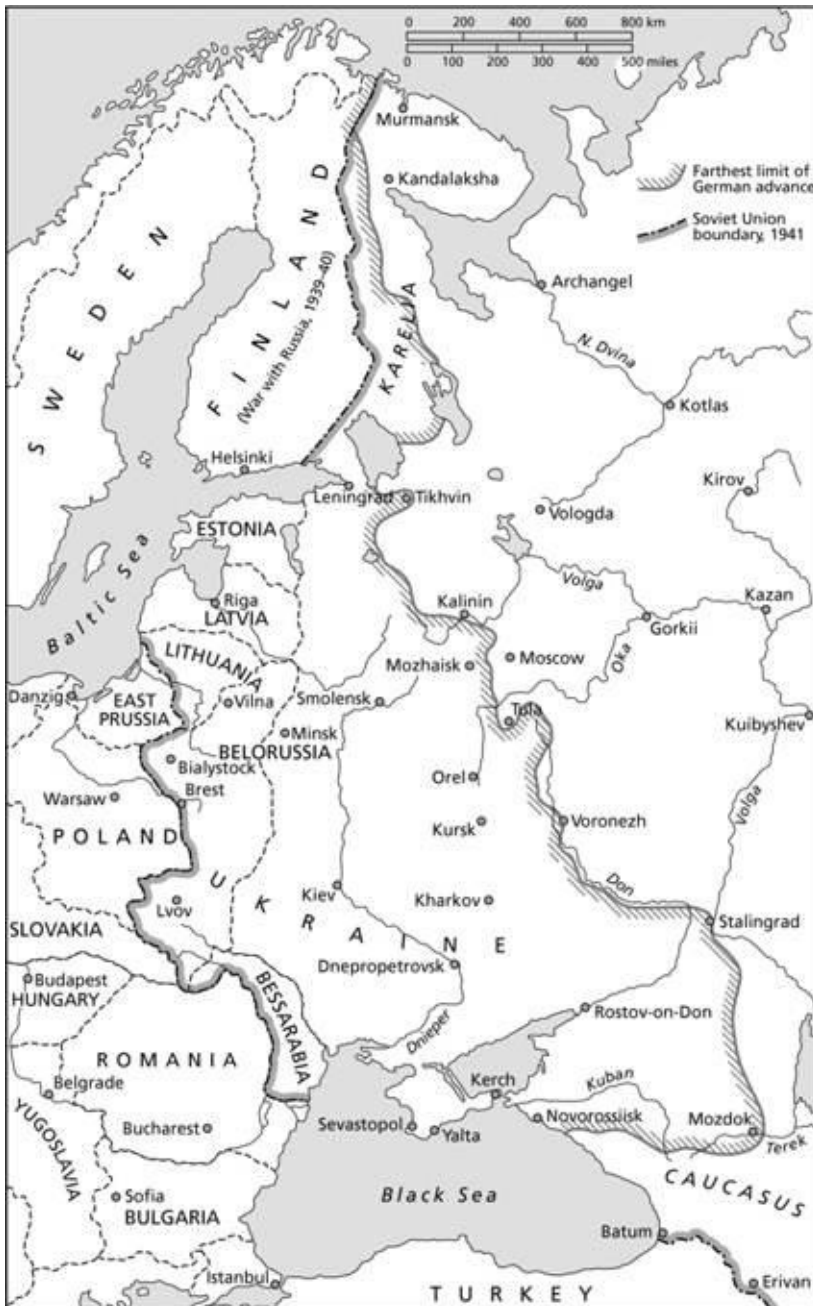 0 200 400 600 800 km
0 100 200 300 400 500 miles
Murmansk
Kandalaksha
Farthest limit of
German advance
Soviet Union
boundary, 1941
SWEDEN
FINLAND
(War with Russia, 1939–40)
KARELIA
Archangel
N. Dvina
Kotlas
Helsinki
Leningrad
Tikhvin
Kirov
Vologda
ESTONIA
Baltic Sea
Riga
LATVIA
Volga
Kalinin
Kazan
Gorkii
LITHUANIA
Mozhaisk
Moscow
Oka
Danzig
EAST
PRUSSIA
Vilna
Smolensk
Tula
Kuibyshev
Minsk
BELORUSSIA
Bialystock
Orel
Brest
Warsaw
Volga
POLAND
Kursk
Voronezh
Kiev
Don
Lvov
Kharkov
UKRAINE
Stalingrad
SLOVAKIA
Dnepropetrovsk
Budapest
HUNGARY
BESSARABIA
Rostov-on-Don
Dnieper
ROMANIA
Kerch
Kuban
Belgrade
Bucharest
Sevastopol
Yalta
Novorossiisk
Mozdok
Terek
YUGOSLAVIA
CAUCASUS
Sofia
BULGARIA
Black Sea
Batum
Istanbul
TURKEY
Erivan